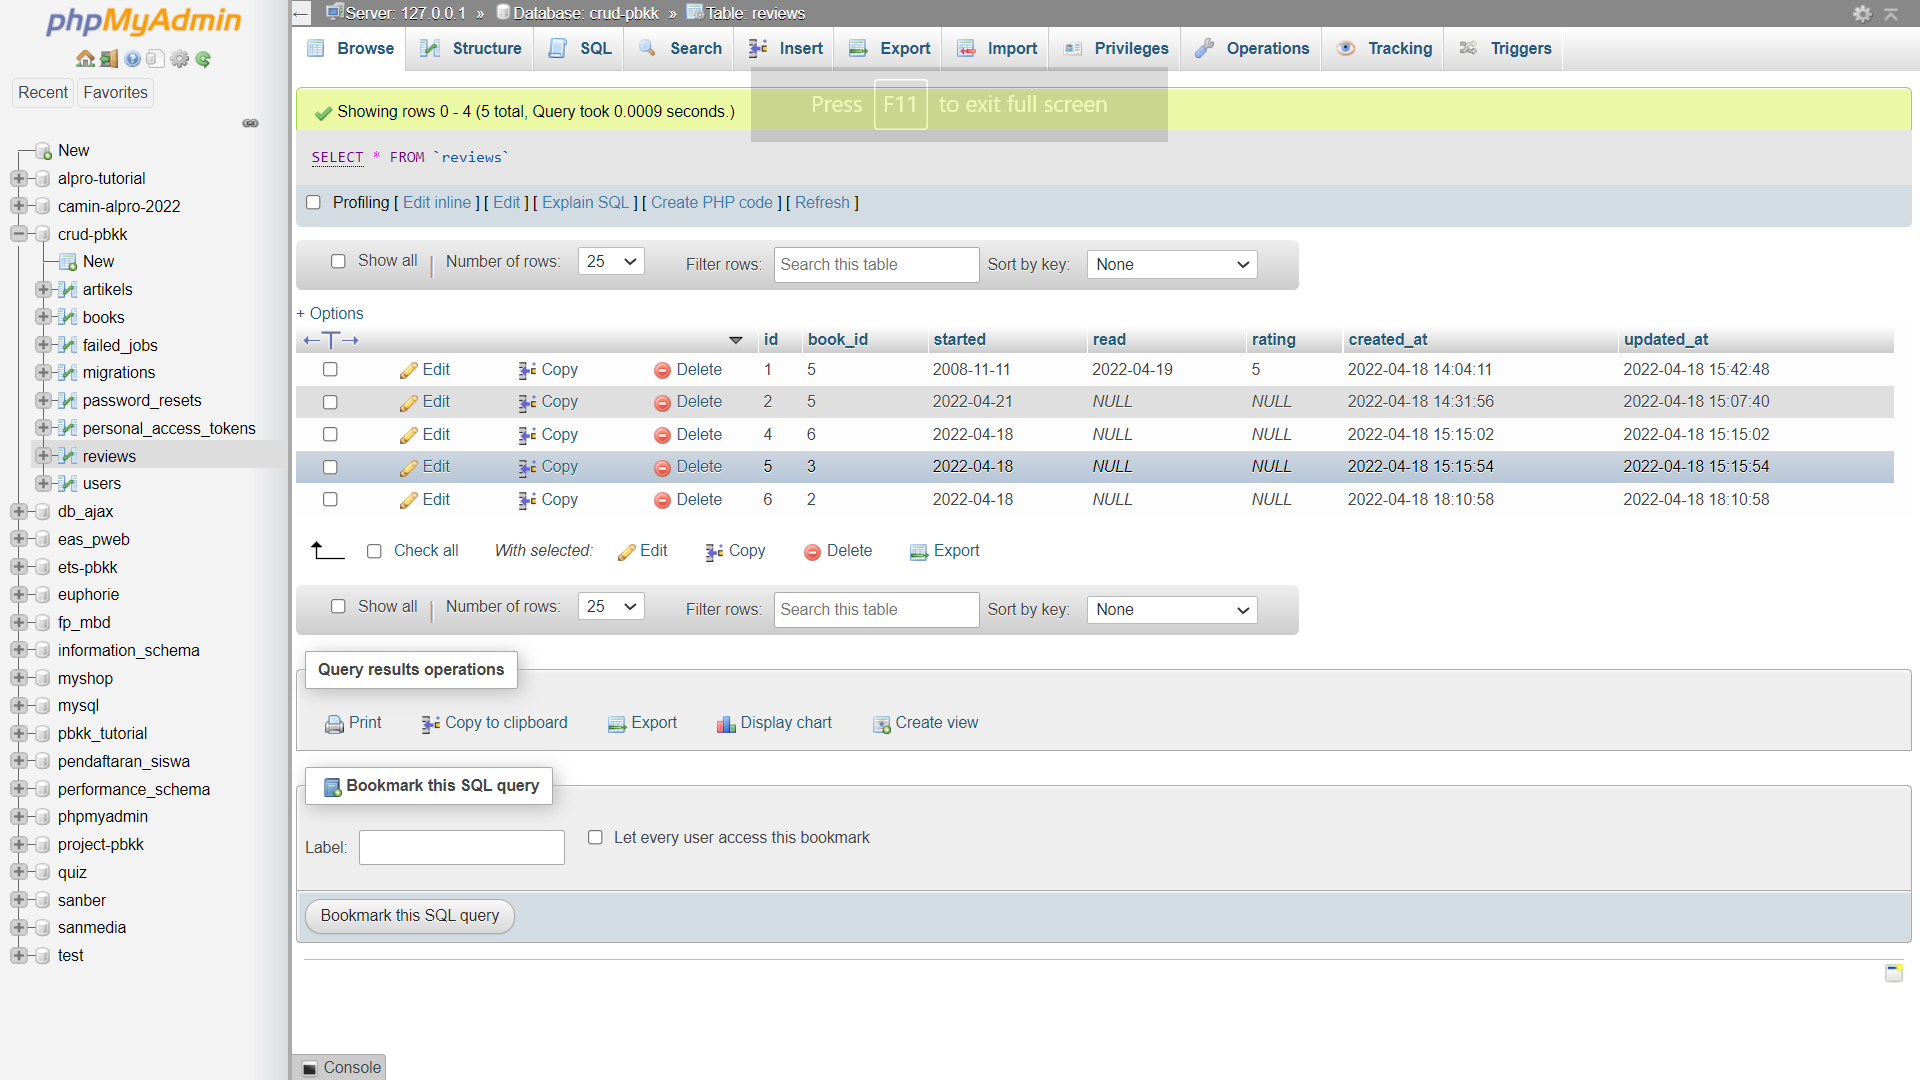 phpMyAdmin
Recent Favorites
New
alpro-tutorial
camin-alpro-2022
crud-pbkk
New
artikels
books
failed_jobs
migrations
password_resets
personal_access_tokens
reviews
users
db_ajax
eas_pweb
ets-pbkk
euphorie
fp_mbd
information_schema
myshop
mysql
pbkk_tutorial
pendaftaran_siswa
performance_schema
phpmyadmin
project-pbkk
quiz
sanber
sanmedia
test
Server: 127.0.0.1 » Database: crud-pbkk » Table: reviews
Browse Structure SQL Search Insert Export Import Privileges Operations Tracking Triggers
Press F11 to exit full screen
Showing rows 0 - 4 (5 total, Query took 0.0009 seconds.)
SELECT * FROM `reviews`
Profiling [ Edit inline ] [ Edit ] [ Explain SQL ] [ Create PHP code ] [ Refresh ]
Show all | Number of rows: 25 Filter rows: Search this table Sort by key: None
+ Options
←T→ id book_id started read rating created_at updated_at
Edit Copy Delete 1 5 2008-11-11 2022-04-19 5 2022-04-18 14:04:11 2022-04-18 15:42:48
Edit Copy Delete 2 5 2022-04-21 NULL NULL 2022-04-18 14:31:56 2022-04-18 15:07:40
Edit Copy Delete 4 6 2022-04-18 NULL NULL 2022-04-18 15:15:02 2022-04-18 15:15:02
Edit Copy Delete 5 3 2022-04-18 NULL NULL 2022-04-18 15:15:54 2022-04-18 15:15:54
Edit Copy Delete 6 2 2022-04-18 NULL NULL 2022-04-18 18:10:58 2022-04-18 18:10:58
Check all With selected: Edit Copy Delete Export
Show all | Number of rows: 25 Filter rows: Search this table Sort by key: None
Query results operations
Print Copy to clipboard Export Display chart Create view
Bookmark this SQL query
Label: Let every user access this bookmark
Bookmark this SQL query
Console